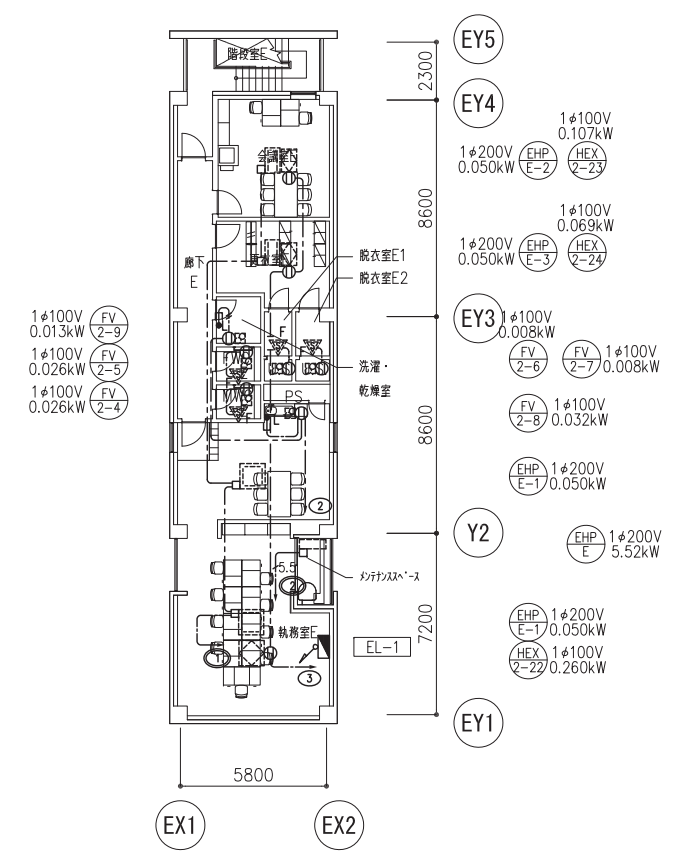 EY5
階段室E
2300
EY4
1φ100V
0.107kW
1φ200V
0.050kW
EHP
E-2
HEX
2-23
会議室E
8600
1φ100V
0.069kW
1φ200V
0.050kW
EHP
E-3
HEX
2-24
廊下
E
更衣室
脱衣室E1
脱衣室E2
EY3
1φ100V
0.008kW
1φ100V
0.013kW
FV
2-9
1φ100V
0.026kW
FV
2-5
1φ100V
0.026kW
FV
2-4
F
洗濯・
乾燥室
FV
2-6
FV
2-7
1φ100V
0.008kW
PS
8600
FV
2-8
1φ100V
0.032kW
EHP
E-1
1φ200V
0.050kW
2
Y2
EHP
E
1φ200V
5.52kW
5.5
2
メンテナンススペース
7200
EHP
E-1
1φ200V
0.050kW
執務室E
EL-1
HEX
2-22
1φ100V
0.260kW
3
EY1
5800
EX1
EX2